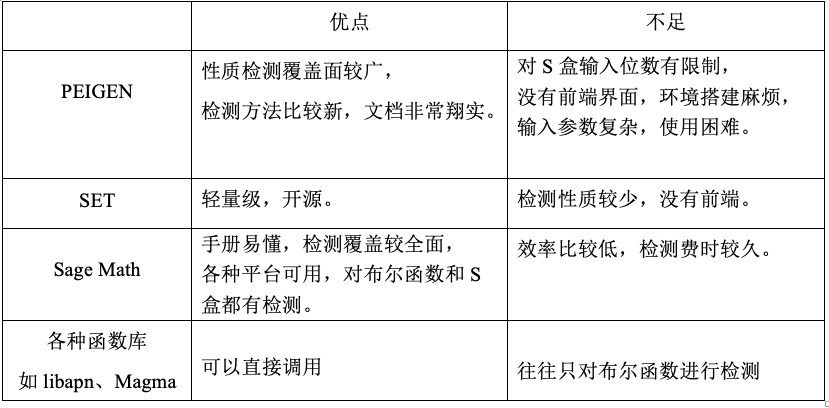 优点
不足
PEIGEN
性质检测覆盖面较广，
检测方法比较新，文档非常翔实。
对 S 盒输入位数有限制，
没有前端界面，环境搭建麻烦，
输入参数复杂，使用困难。
SET
轻量级，开源。
检测性质较少，没有前端。
Sage Math
手册易懂，检测覆盖较全面，
各种平台可用，对布尔函数和 S
盒都有检测。
效率比较低，检测费时较久。
各种函数库
如 libapn、Magma
可以直接调用
往往只对布尔函数进行检测